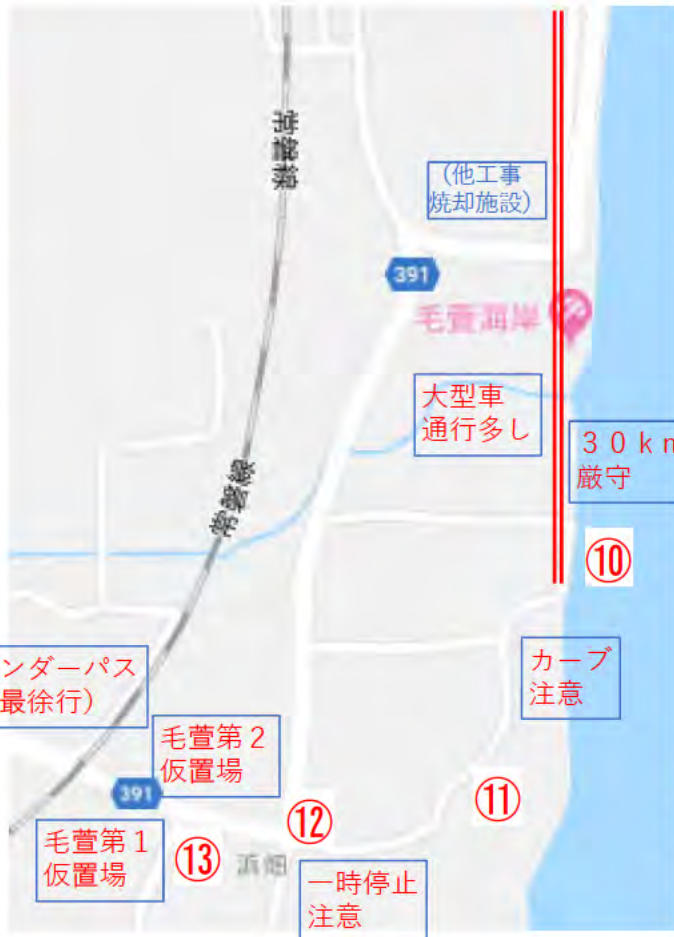 常磐線
（他工事
焼却施設）
391
毛萱海岸
大型車
通行多し
３０ｋｍ
厳守
常磐線
⑩
ンダーパス
最徐行）
カーブ
注意
毛萱第２
仮置場
391
⑪
⑫
毛萱第１
仮置場
⑬
浜畑
一時停止
注意